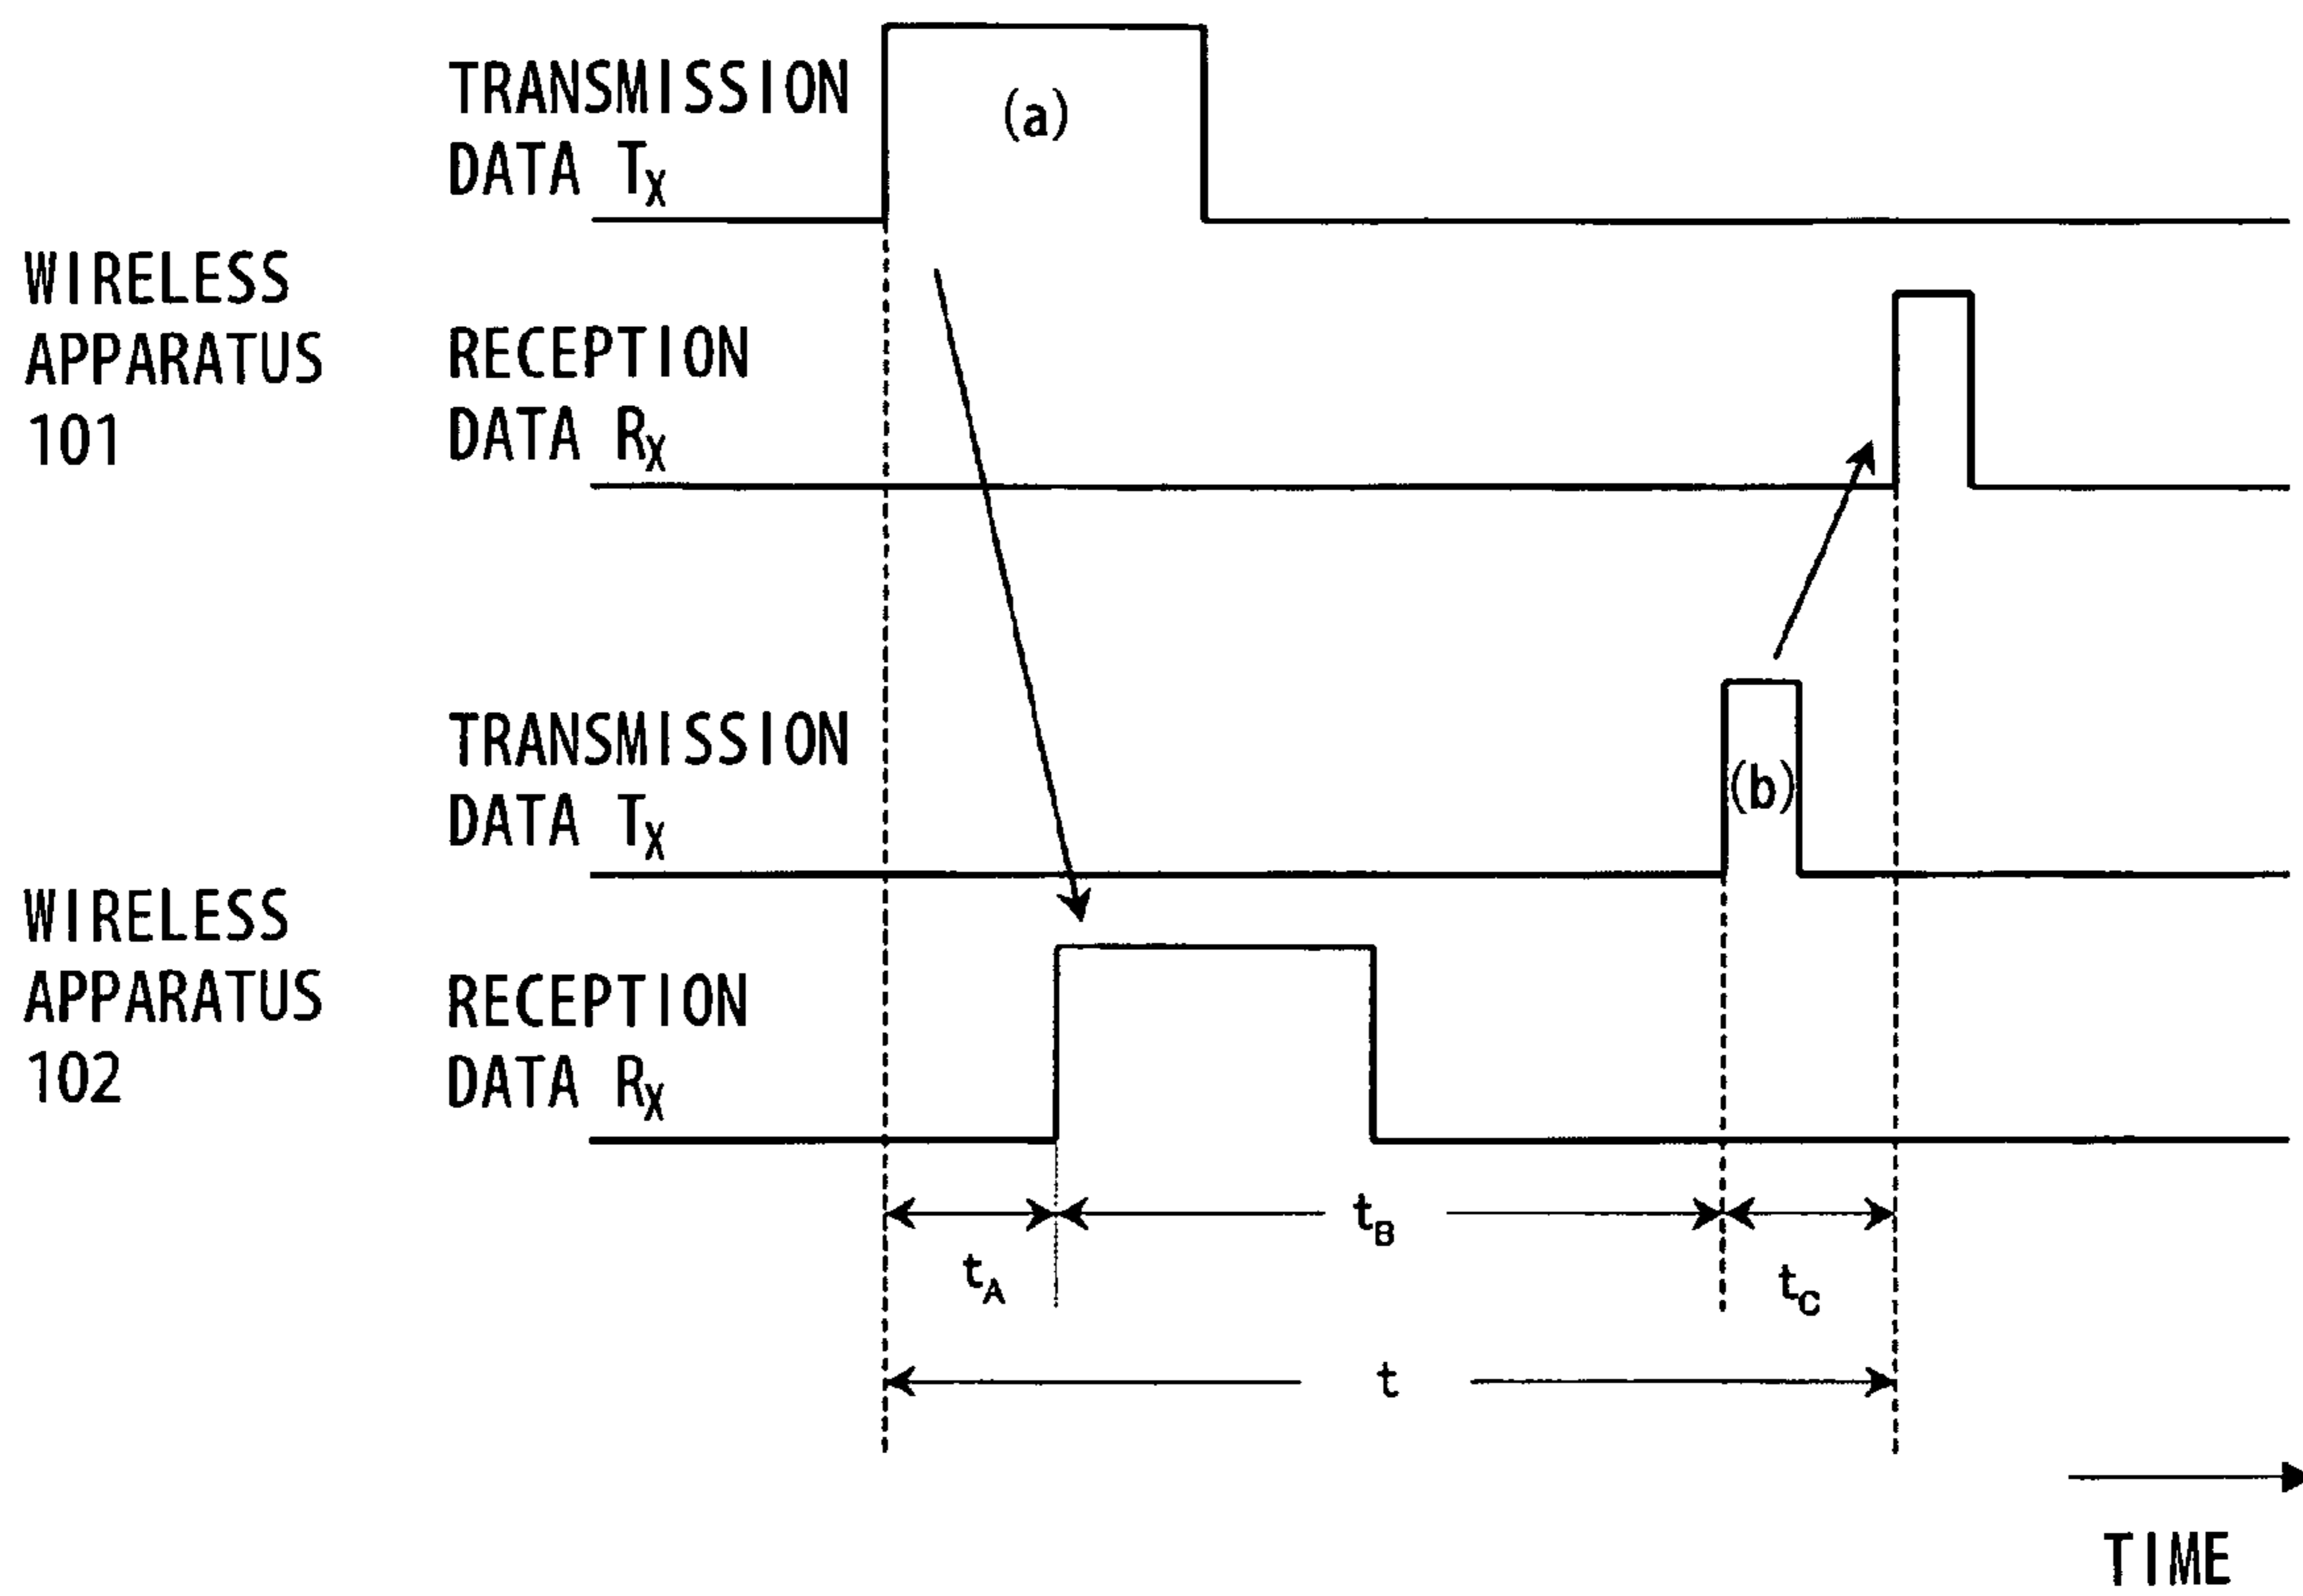 TRANSMISSION
DATA TX
(a)
WIRELESS
APPARATUS
101
RECEPTION
DATA RX
TRANSMISSION
DATA TX
(b)
WIRELESS
APPARATUS
102
RECEPTION
DATA RX
tA
tB
tC
t
TIME